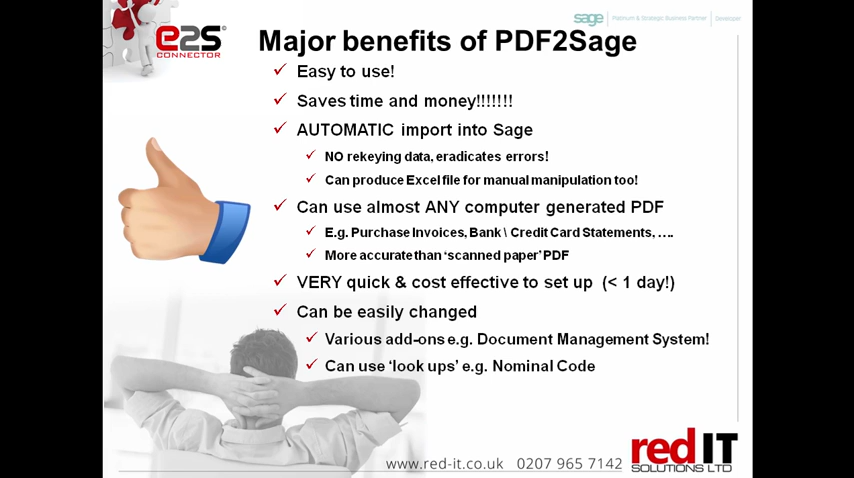 sage Platinum & Strategic Business Partner Developer
e2s©
CONNECTOR
Major benefits of PDF2Sage
Easy to use!
Saves time and money!!!!!!!
AUTOMATIC import into Sage
NO rekeying data, eradicates errors!
Can produce Excel file for manual manipulation too!
Can use almost ANY computer generated PDF
E.g. Purchase Invoices, Bank \ Credit Card Statements, ….
More accurate than ‘scanned paper’ PDF
VERY quick & cost effective to set up (< 1 day!)
Can be easily changed
Various add-ons e.g. Document Management System!
Can use ‘look ups’ e.g. Nominal Code
www.red-it.co.uk 0207 965 7142
red IT
SOLUTIONS LTD